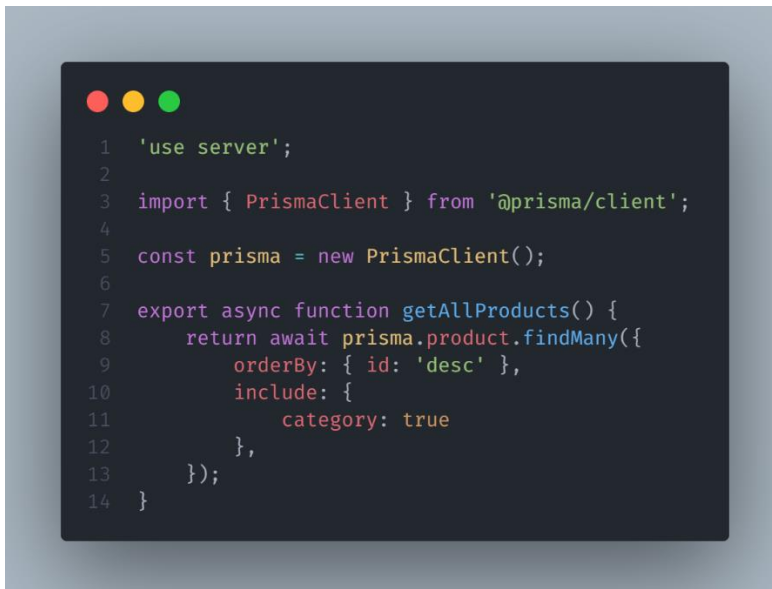 1 'use server';
2
3 import { PrismaClient } from '@prisma/client';
4
5 const prisma = new PrismaClient();
6
7 export async function getAllProducts() {
8     return await prisma.product.findMany({
9         orderBy: { id: 'desc' },
10         include: {
11             category: true
12         },
13     });
14 }